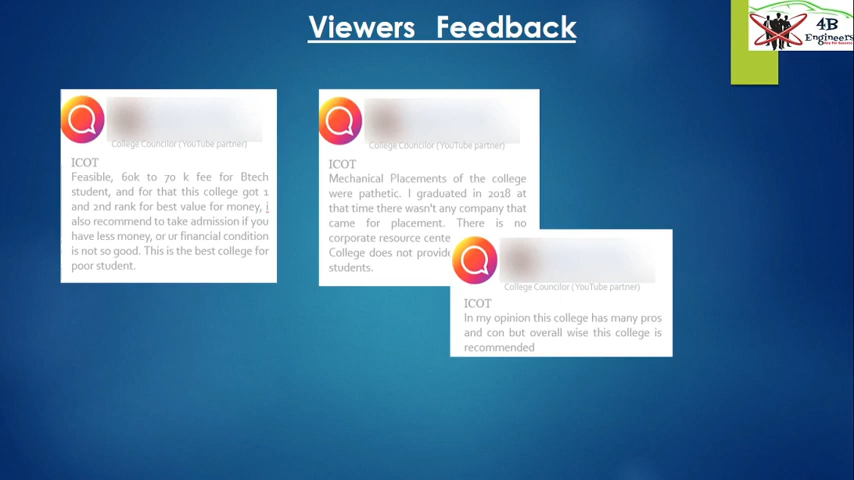 Viewers Feedback
4B
Engineers
College Councilor (YouTube partner)
ICOT
Feasible, 60k to 70 k fee for Btech
student, and for that this college got 1
and 2nd rank for best value for money, i
also recommend to take admission if you
have less money, or ur financial condition
is not so good. This is the best college for
poor student.
College Councilor (YouTube partner)
ICOT
Mechanical Placements of the college
were pathetic. I graduated in 2018 at
that time there wasn't any company that
came for placement. There is no
corporate resource cente
College does not provide
students.
College Councilor (YouTube partner)
ICOT
In my opinion this college has many pros
and con but overall wise this college is
recommended